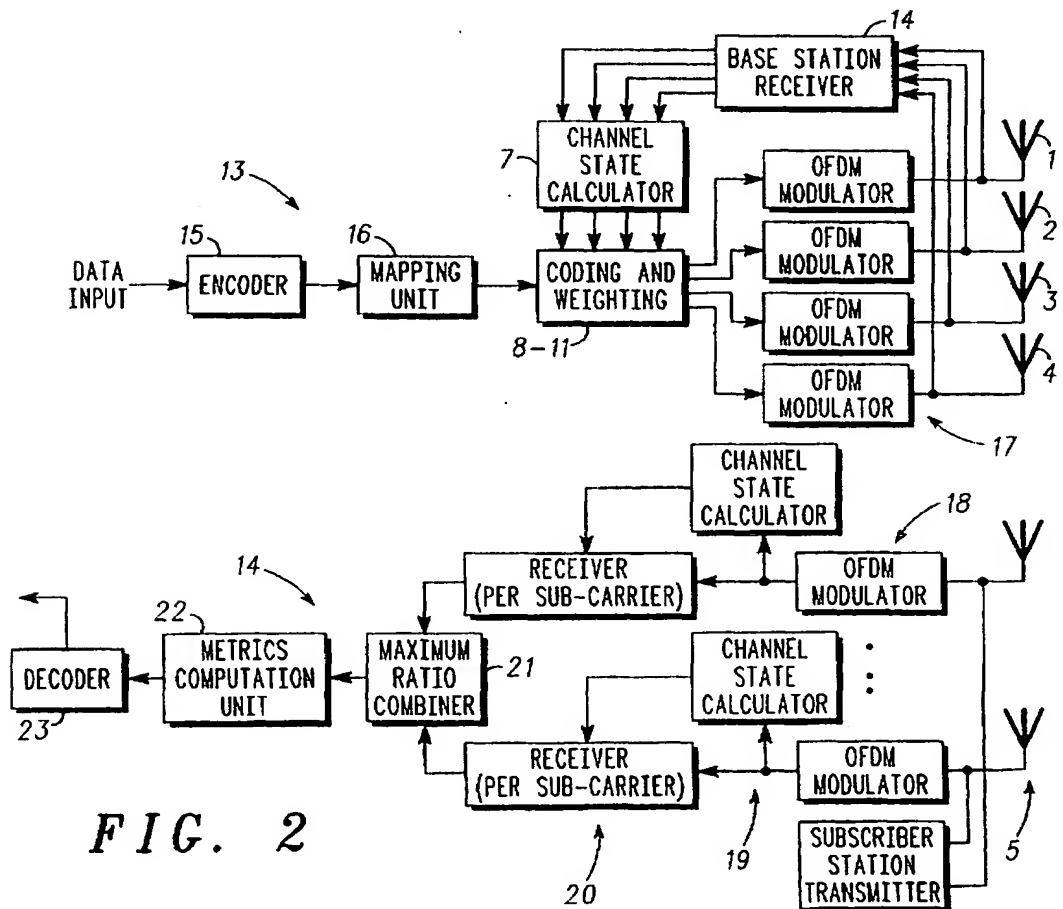 14
BASE STATION
RECEIVER
7
CHANNEL
STATE
CALCULATOR
OFDM
MODULATOR
1
13
15
16
DATA
INPUT
ENCODER
MAPPING
UNIT
CODING AND
WEIGHTING
8-11
OFDM
MODULATOR
2
OFDM
MODULATOR
3
OFDM
MODULATOR
4
17
CHANNEL
STATE
CALCULATOR
18
14
RECEIVER
(PER SUB-CARRIER)
OFDM
MODULATOR
22
DECODER
23
METRICS
COMPUTATION
UNIT
MAXIMUM
RATIO
COMBINER
21
CHANNEL
STATE
CALCULATOR
RECEIVER
(PER SUB-CARRIER)
OFDM
MODULATOR
FIG. 2
20
19
SUBSCRIBER
STATION
TRANSMITTER
5